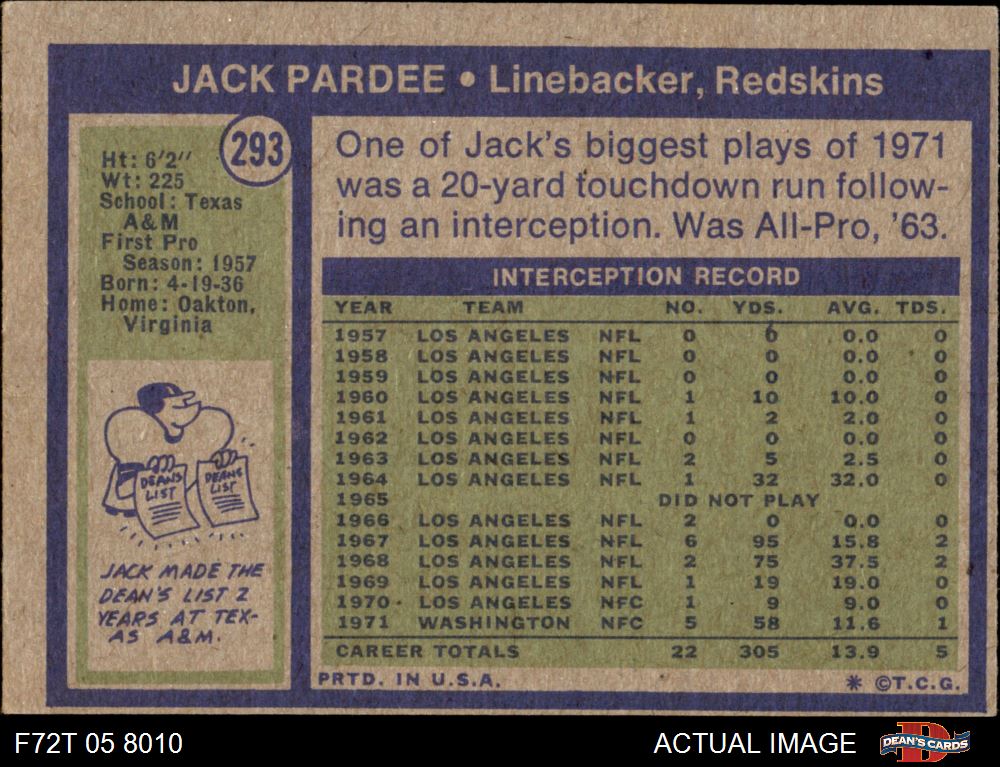 JACK PARDEE • Linebacker, Redskins
293
Ht: 6'2"
Wt: 225
School: Texas
A&M
First Pro
Season: 1957
Born: 4-19-36
Home: Oakton,
Virginia
DEANS
LIST
DEANS
LIST
JACK MADE THE
DEAN'S LIST 2
YEARS AT TEX-
AS A&M.
One of Jack's biggest plays of 1971
was a 20-yard touchdown run follow-
ing an interception. Was All-Pro, '63.
INTERCEPTION RECORD
YEAR TEAM NO. YDS. AVG. TDS.
1957 LOS ANGELES NFL 0 6 0.0 0
1958 LOS ANGELES NFL 0 0 0.0 0
1959 LOS ANGELES NFL 0 0 0.0 0
1960 LOS ANGELES NFL 1 10 10.0 0
1961 LOS ANGELES NFL 1 2 2.0 0
1962 LOS ANGELES NFL 0 0 0.0 0
1963 LOS ANGELES NFL 2 5 2.5 0
1964 LOS ANGELES NFL 1 32 32.0 0
1965 DID NOT PLAY
1966 LOS ANGELES NFL 2 0 0.0 0
1967 LOS ANGELES NFL 6 95 15.8 2
1968 LOS ANGELES NFL 2 75 37.5 2
1969 LOS ANGELES NFL 1 19 19.0 0
1970 LOS ANGELES NFC 1 9 9.0 0
1971 WASHINGTON NFC 5 58 11.6 1
CAREER TOTALS 22 305 13.9 5
PRTD. IN U.S.A. * ©T.C.G.
F72T 05 8010 ACTUAL IMAGE DEAN'S CARDS